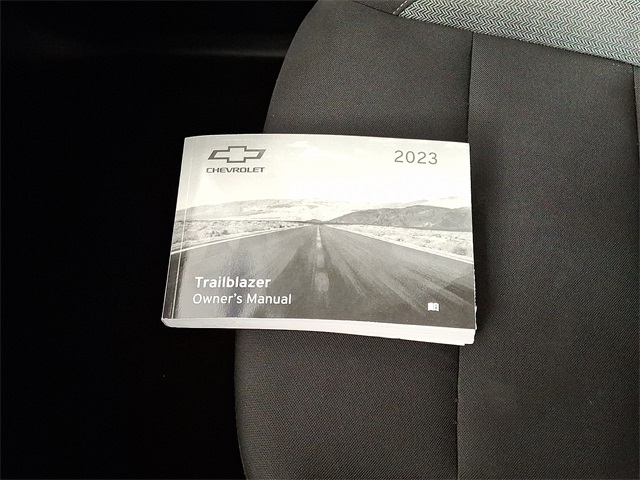 CHEVROLET
2023
Trailblazer
Owner's Manual